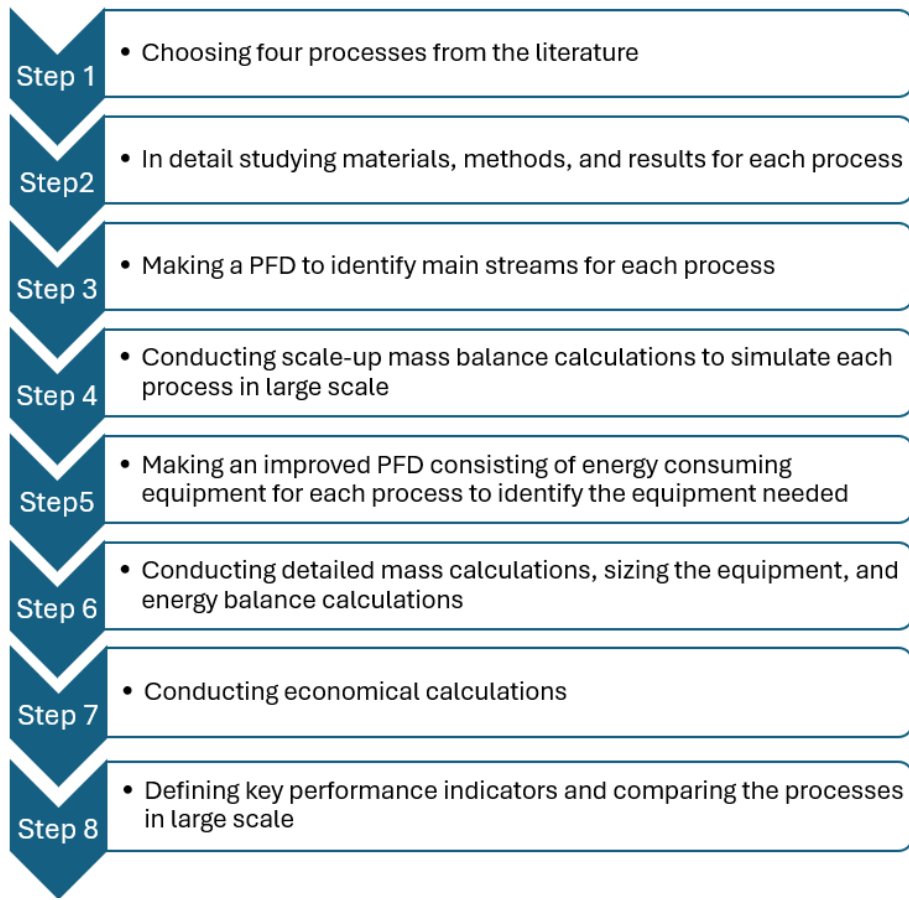 Step 1
• Choosing four processes from the literature
Step2
• In detail studying materials, methods, and results for each process
Step 3
• Making a PFD to identify main streams for each process
Step 4
• Conducting scale-up mass balance calculations to simulate each
process in large scale
Step5
• Making an improved PFD consisting of energy consuming
equipment for each process to identify the equipment needed
Step 6
• Conducting detailed mass calculations, sizing the equipment, and
energy balance calculations
Step 7
• Conducting economical calculations
Step 8
• Defining key performance indicators and comparing the processes
in large scale